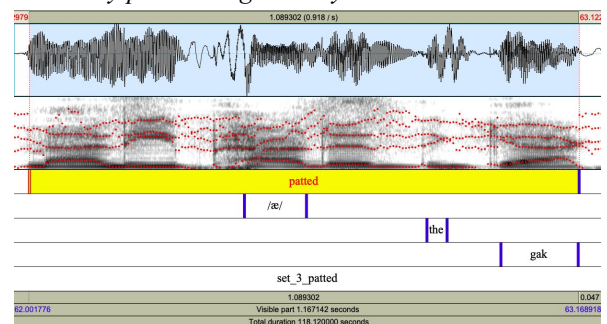 2979 1.089302 (0.918 / s) 63.122
patted
/æ/
the
gak
set_3_patted
1.089302 0.047
62.001776 Visible part 1.167142 seconds 63.168918
Total duration 118.120000 seconds